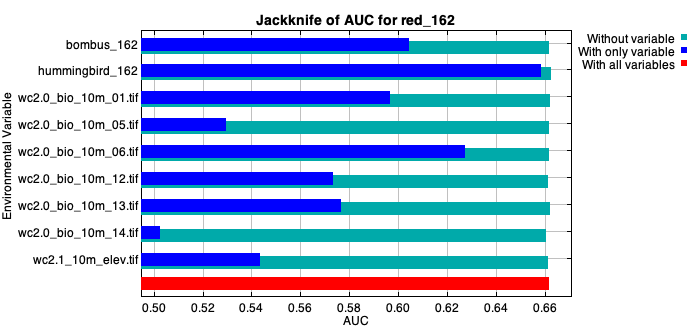 Jackknife of AUC for red_162
Without variable
With only variable
With all variables
Environmental Variable
bombus_162
hummingbird_162
wc2.0_bio_10m_01.tif
wc2.0_bio_10m_05.tif
wc2.0_bio_10m_06.tif
wc2.0_bio_10m_12.tif
wc2.0_bio_10m_13.tif
wc2.0_bio_10m_14.tif
wc2.1_10m_elev.tif
0.50 0.52 0.54 0.56 0.58 0.60 0.62 0.64 0.66
AUC